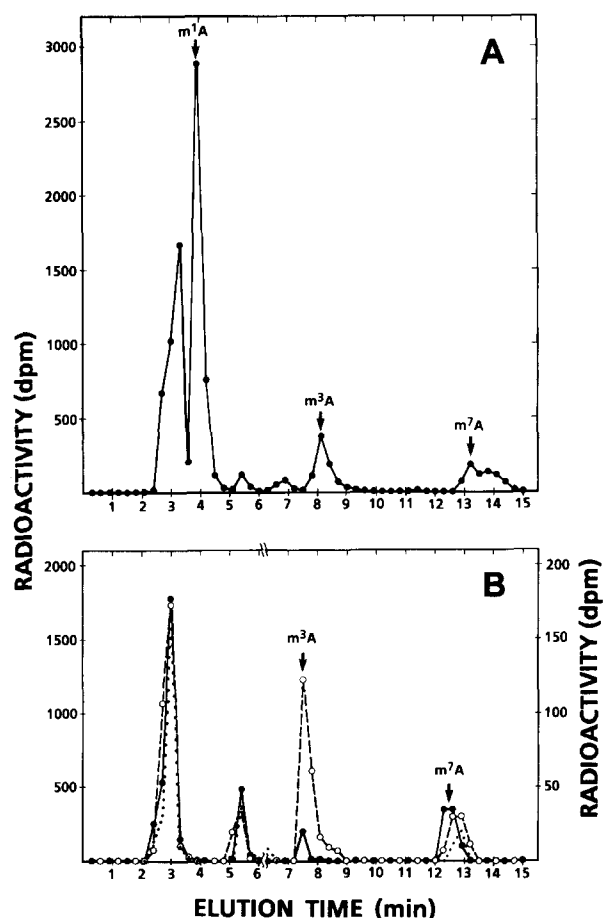 m¹A
A
3000
2500
2000
1500
1000
500
m³A
m⁷A
1 2 3 4 5 6 7 8 9 10 11 12 13 14 15
RADIOACTIVITY (dpm)
B
2000
1500
1000
500
200
150
100
50
m³A
m⁷A
RADIOACTIVITY (dpm)
1 2 3 4 5 6 7 8 9 10 11 12 13 14 15
ELUTION TIME (min)